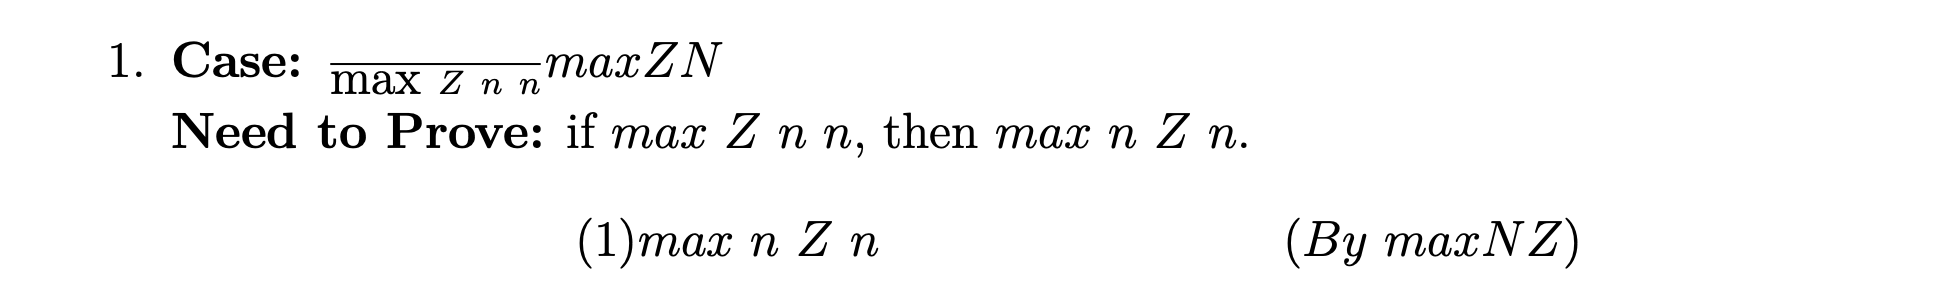 1. Case: max Z n n maxZN
Need to Prove: if max Z n n, then max n Z n.
(1)max n Z n (By maxNZ)